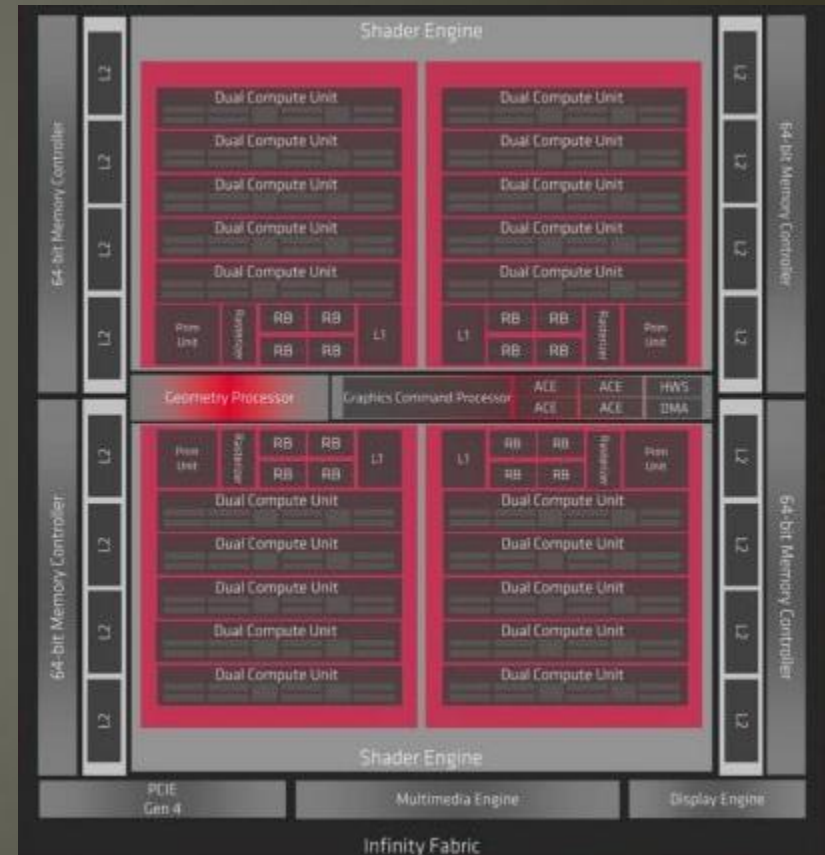 Shader Engine
64-bit Memory Controller
L2
L2
L2
L2
Dual Compute Unit
Dual Compute Unit
Dual Compute Unit
Dual Compute Unit
Dual Compute Unit
Prim Unit
Rasterizer
RB RB
RB RB
L1
Dual Compute Unit
Dual Compute Unit
Dual Compute Unit
Dual Compute Unit
Dual Compute Unit
L1
RB RB
RB RB
Rasterizer
Prim Unit
L2
L2
L2
L2
64-bit Memory Controller
Geometry Processor
Graphics Command Processor
ACE ACE HWS
ACE ACE DMA
64-bit Memory Controller
L2
L2
L2
L2
Prim Unit
Rasterizer
RB RB
RB RB
L1
Dual Compute Unit
Dual Compute Unit
Dual Compute Unit
Dual Compute Unit
Dual Compute Unit
L1
RB RB
RB RB
Rasterizer
Prim Unit
Dual Compute Unit
Dual Compute Unit
Dual Compute Unit
Dual Compute Unit
Dual Compute Unit
L2
L2
L2
L2
64-bit Memory Controller
Shader Engine
PCIE
Gen 4
Multimedia Engine
Display Engine
Infinity Fabric